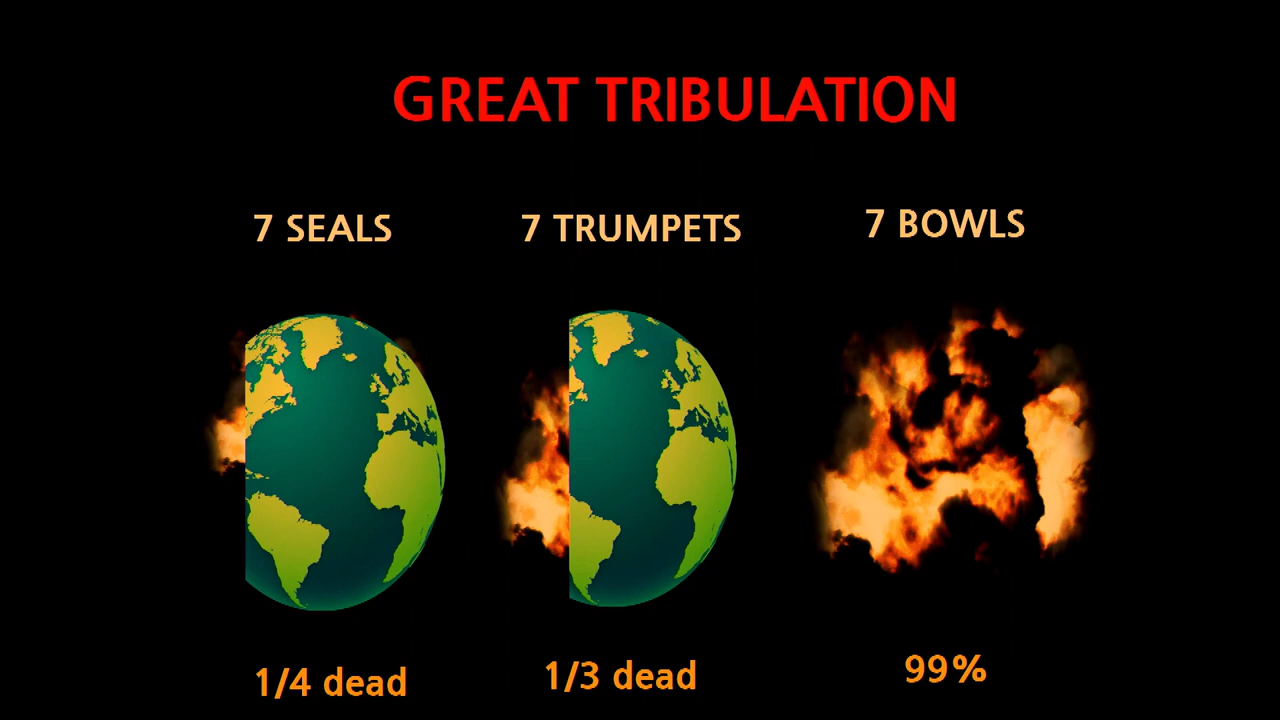 GREAT TRIBULATION
7 SEALS
7 TRUMPETS
7 BOWLS
1/4 dead
1/3 dead
99%